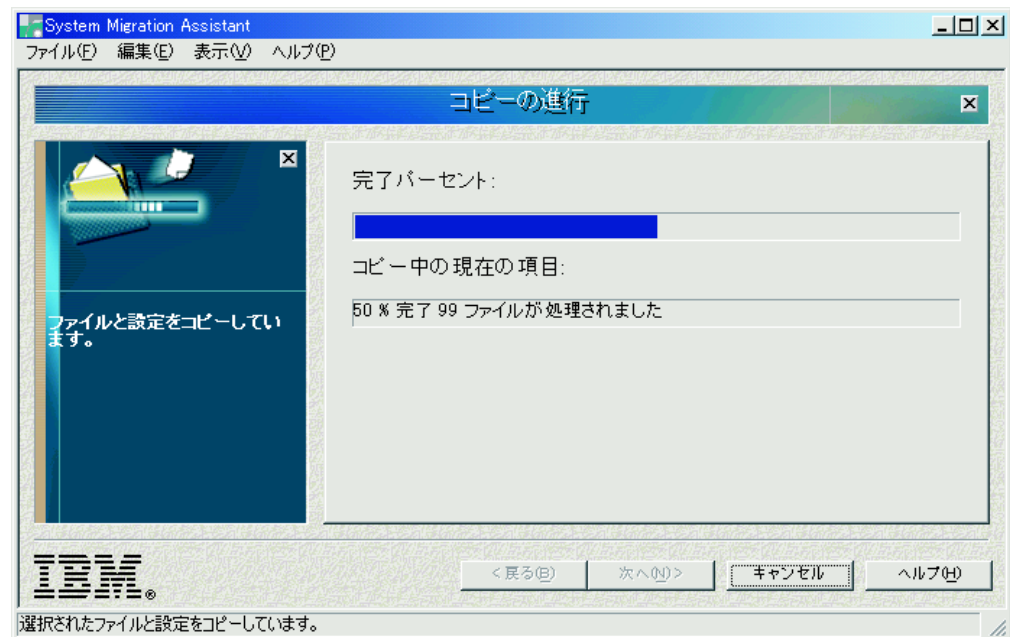 System Migration Assistant
ファイル(F) 編集(E) 表示(V) ヘルプ(P)
コピーの進行
完了パーセント:
コピー中の現在の項目:
50 % 完了 99 ファイルが処理されました
ファイルと設定をコピーしてい
ます。
IBM®
<戻る(B) 次へ(N)> キャンセル ヘルプ(H)
選択されたファイルと設定をコピーしています。